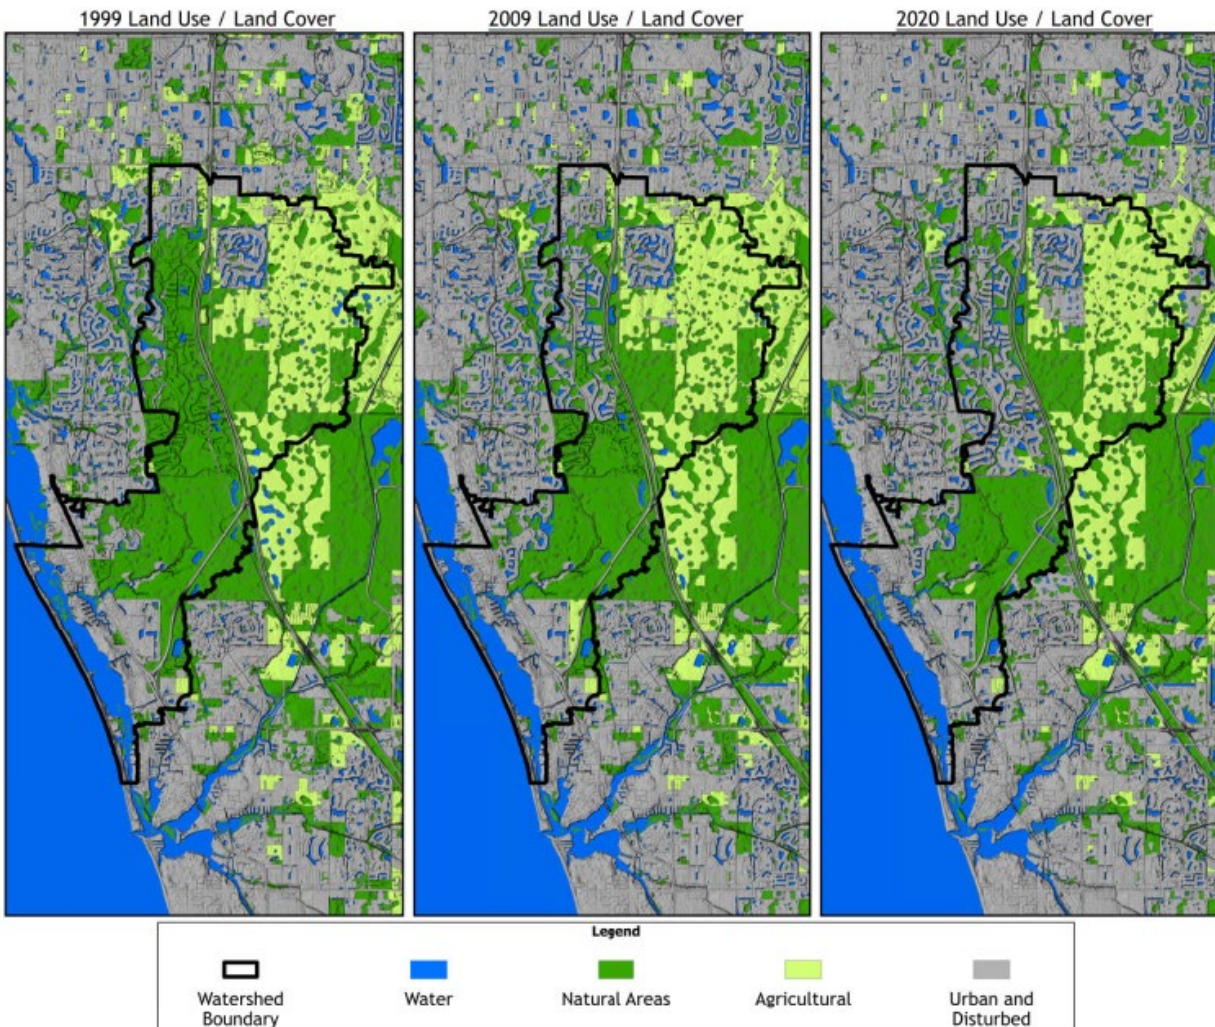 1999 Land Use / Land Cover
2009 Land Use / Land Cover
2020 Land Use / Land Cover
Legend
Watershed
Boundary
Water
Natural Areas
Agricultural
Urban and
Disturbed